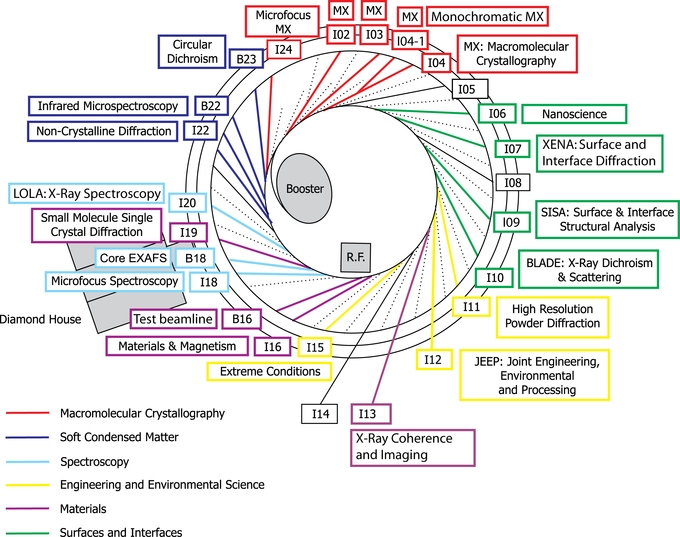 Microfocus
MX
MX
MX
MX
Monochromatic MX
I24
I02
I03
I04-1
I04
MX: Macromolecular
Crystallography
Circular
Dichroism
B23
I05
Infrared Microspectroscopy
B22
I06
Nanoscience
Non-Crystalline Diffraction
I22
I07
XENA: Surface and
Interface Diffraction
Booster
I08
LOLA: X-Ray Spectroscopy
I20
Small Molecule Single
Crystal Diffraction
I19
I09
SISA: Surface & Interface
Structural Analysis
Core EXAFS
B18
R.F.
Microfocus Spectroscopy
I18
I10
BLADE: X-Ray Dichroism
& Scattering
Diamond House
Test beamline
B16
I11
High Resolution
Powder Diffraction
Materials & Magnetism
I16
I15
I12
JEEP: Joint Engineering,
Environmental
and Processing
Extreme Conditions
I14
I13
X-Ray Coherence
and Imaging
Macromolecular Crystallography
Soft Condensed Matter
Spectroscopy
Engineering and Environmental Science
Materials
Surfaces and Interfaces